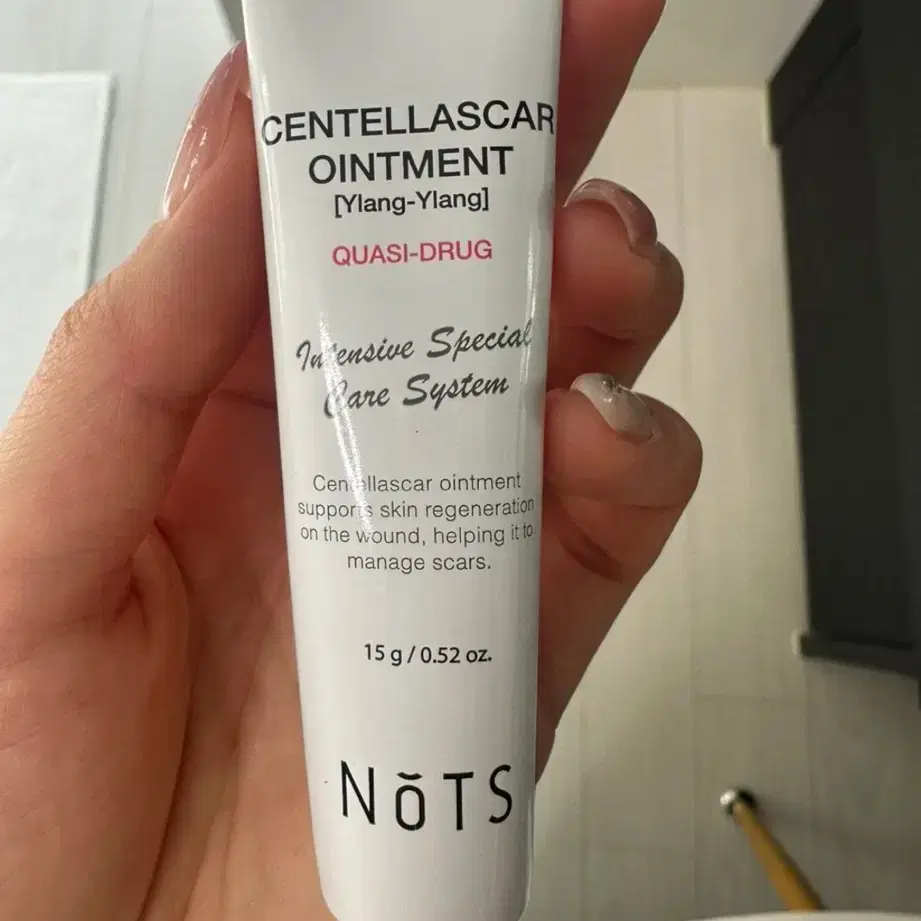 CENTELLASCAR
OINTMENT
[Ylang-Ylang]
QUASI-DRUG
Intensive Special
Care System
Centellascar ointment
supports skin regeneration
on the wound, helping it to
manage scars.
15 g / 0.52 oz.
NŏTS